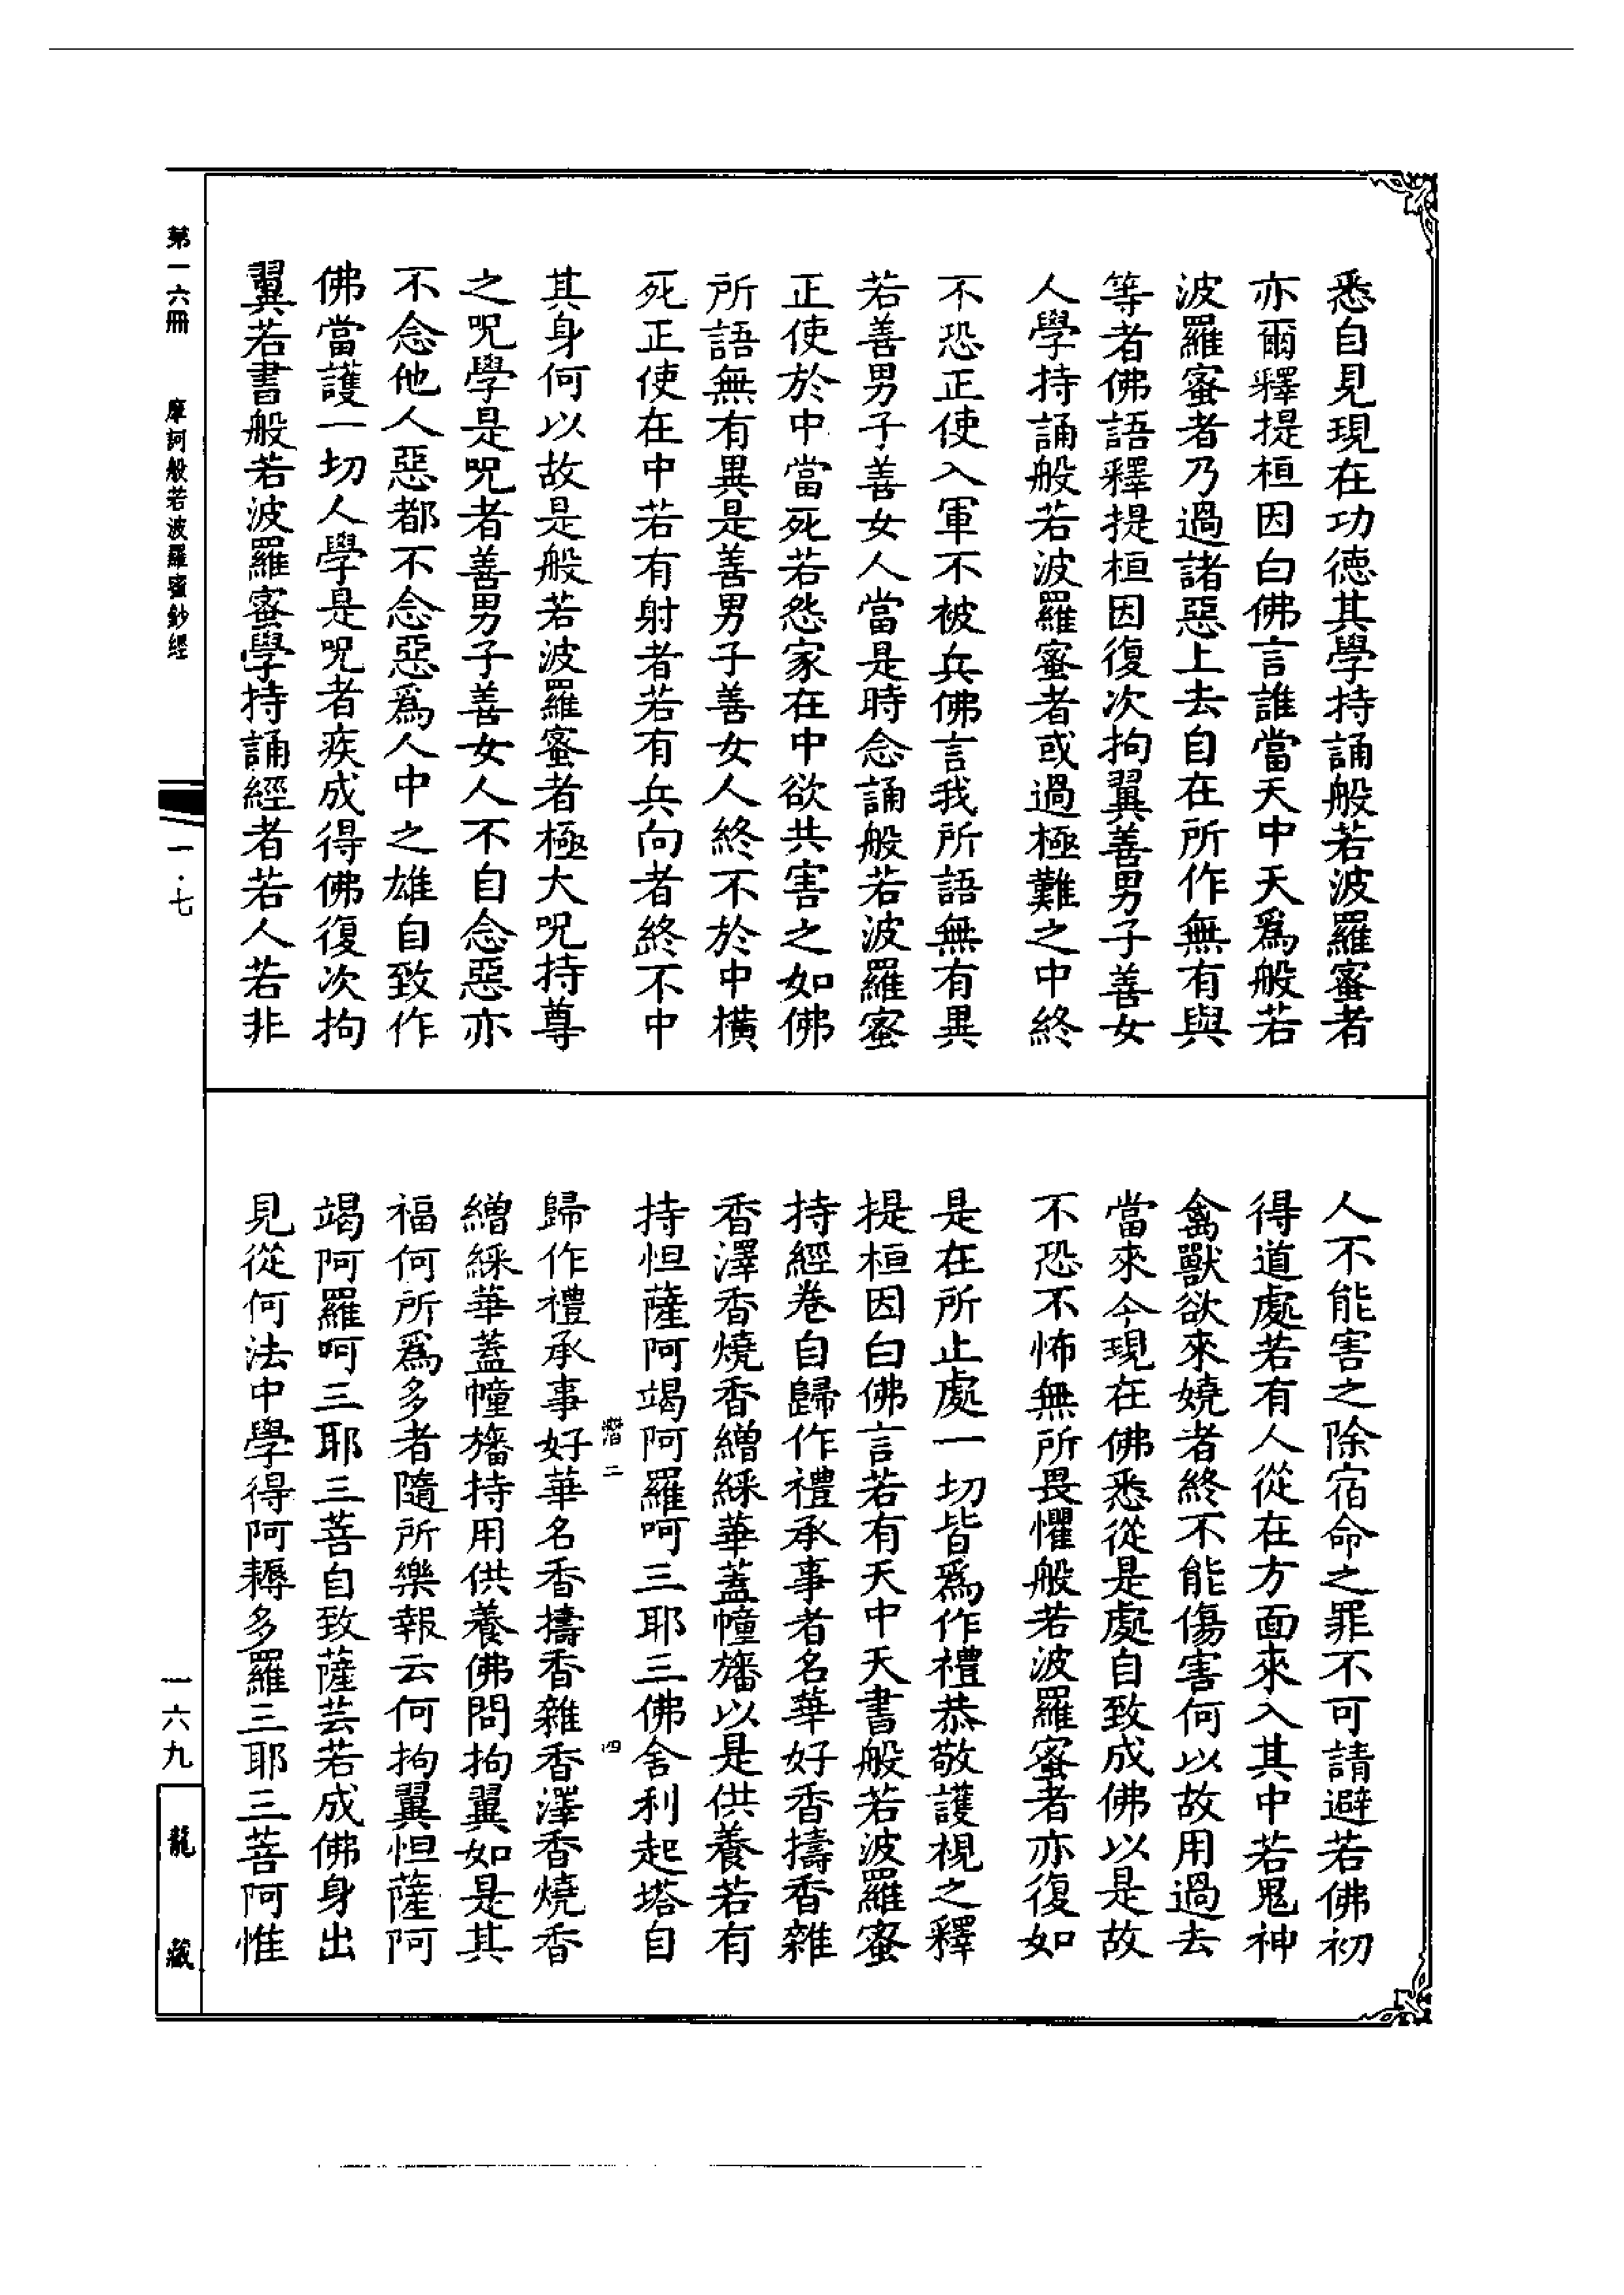 悉自見現在功德其學持誦般若波羅蜜者
亦爾釋提桓因白佛言誰當天中天爲般若
波羅蜜者乃過諸惡上去自在所作無有與
等者佛語釋提桓因復次拘翼善男子善女
人學持誦般若波羅蜜者或過極難之中終
不恐正使入軍不被兵佛言我所語無有異
若善男子善女人當是時念誦般若波羅蜜
正使於中當死若怨家在中欲共害之如佛
所語無有異是善男子善女人終不於中橫
死正使在中若有射者若有兵向者終不中
其身何以故是般若波羅蜜者極大呪持尊
之呪學是呪者善男子善女人不自念惡亦
不念他人惡都不念惡爲人中之雄自致作
佛當護一切人學是呪者疾成得佛復次拘
翼若書般若波羅蜜學持誦經者若人若非
人不能害之除宿命之罪不可請避若佛初
得道處若有人從在方面來入其中若鬼神
禽獸欲來嬈者終不能傷害何以故用過去
當來今現在佛悉從是處自致成佛以是故
不恐不怖無所畏懼般若波羅蜜者亦復如
是在所止處一切皆爲作禮恭敬護視之釋
提桓因白佛言若有天中天書般若波羅蜜
持經卷自歸作禮承事者名華好香擣香雜
香澤香燒香繒綵華蓋幢旛以是供養若有
持怛薩阿竭阿羅呵三耶三佛舍利起塔自
潛二 四
歸作禮承事好華名香擣香雜香澤香燒香
繒綵華蓋幢旛持用供養佛問拘翼如是其
福何所爲多者隨所樂報云何拘翼怛薩阿
竭阿羅呵三耶三菩自致薩芸若成佛身出
見從何法中學得阿耨多羅三耶三菩阿惟
第一六冊 摩訶般若波羅蜜鈔經 一·七 一六九 龍藏